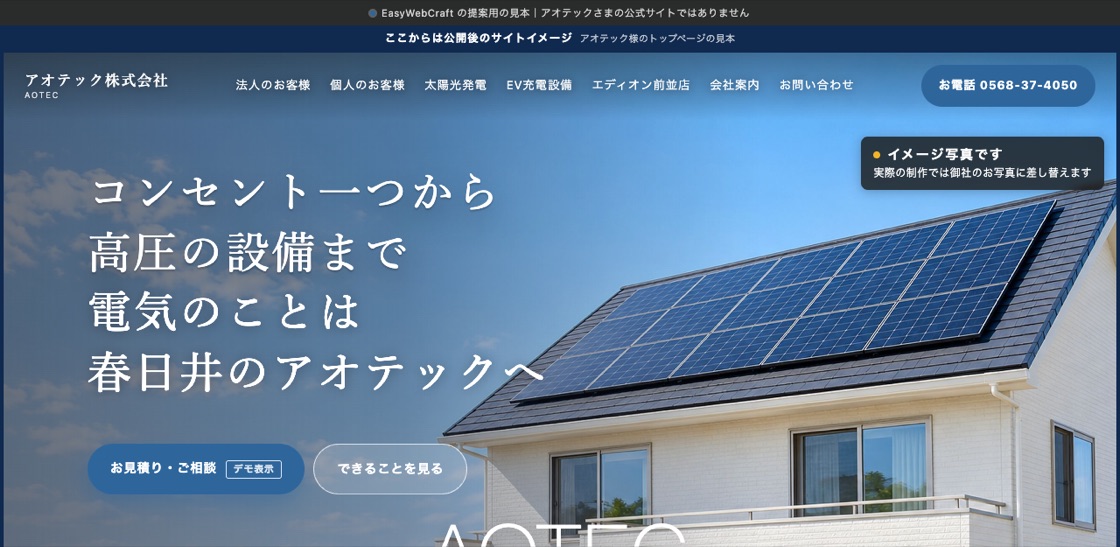 EasyWebCraft の提案用の見本｜アオテックさまの公式サイトではありません
ここからは公開後のサイトイメージ アオテック様のトップページの見本
アオテック株式会社
AOTEC
法人のお客様 個人のお客様 太陽光発電 EV充電設備 エディオン前並店 会社案内 お問い合わせ
お電話 0568-37-4050
イメージ写真です
実際の制作では御社のお写真に差し替えます
コンセント一つから
高圧の設備まで
電気のことは
春日井のアオテックへ
お見積り・ご相談 デモ表示
できることを見る
AOTEC